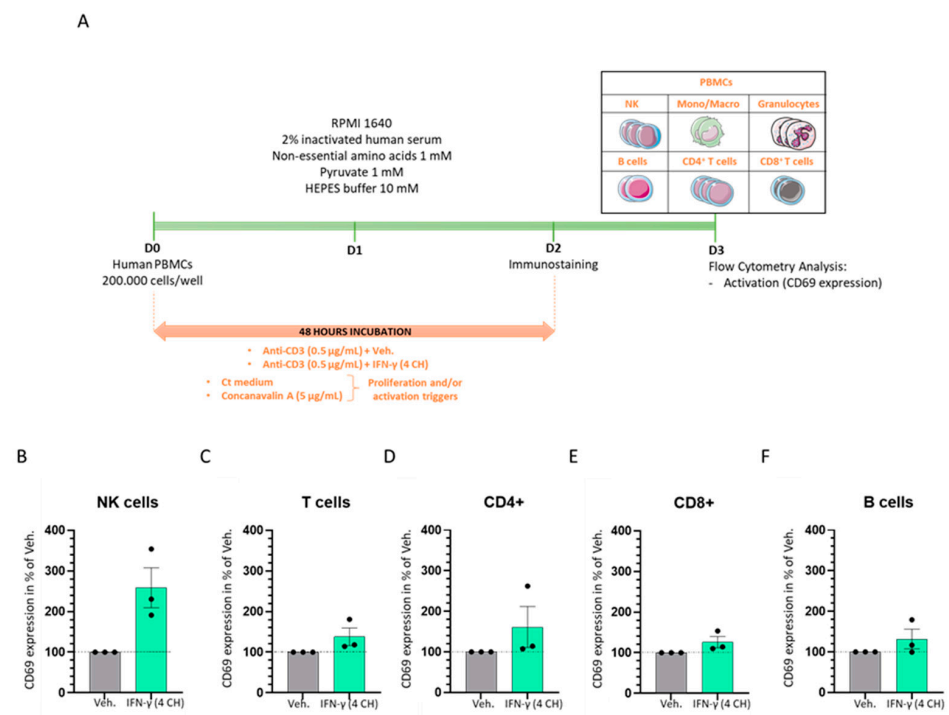 A
PBMCs
NK Mono/Macro Granulocytes
B cells CD4⁺ T cells CD8⁺ T cells
RPMI 1640
2% inactivated human serum
Non-essential amino acids 1 mM
Pyruvate 1 mM
HEPES buffer 10 mM
D0 D1 D2 D3
Human PBMCs
200.000 cells/well
Immunostaining
Flow Cytometry Analysis:
- Activation (CD69 expression)
48 HOURS INCUBATION
• Anti-CD3 (0.5 µg/mL) + Veh.
• Anti-CD3 (0.5 µg/mL) + IFN-γ (4 CH)
• Ct medium
• Concanavalin A (5 µg/mL)
Proliferation and/or
activation triggers
B
NK cells
CD69 expression in % of Veh.
400
300
200
100
0
Veh. IFN-γ (4 CH)
C
T cells
CD69 expression in % of Veh.
400
300
200
100
0
Veh. IFN-γ (4 CH)
D
CD4+
CD69 expression in % of Veh.
400
300
200
100
0
Veh. IFN-γ (4 CH)
E
CD8+
CD69 expression in % of Veh.
400
300
200
100
0
Veh. IFN-γ (4 CH)
F
B cells
CD69 expression in % of Veh.
400
300
200
100
0
Veh. IFN-γ (4 CH)